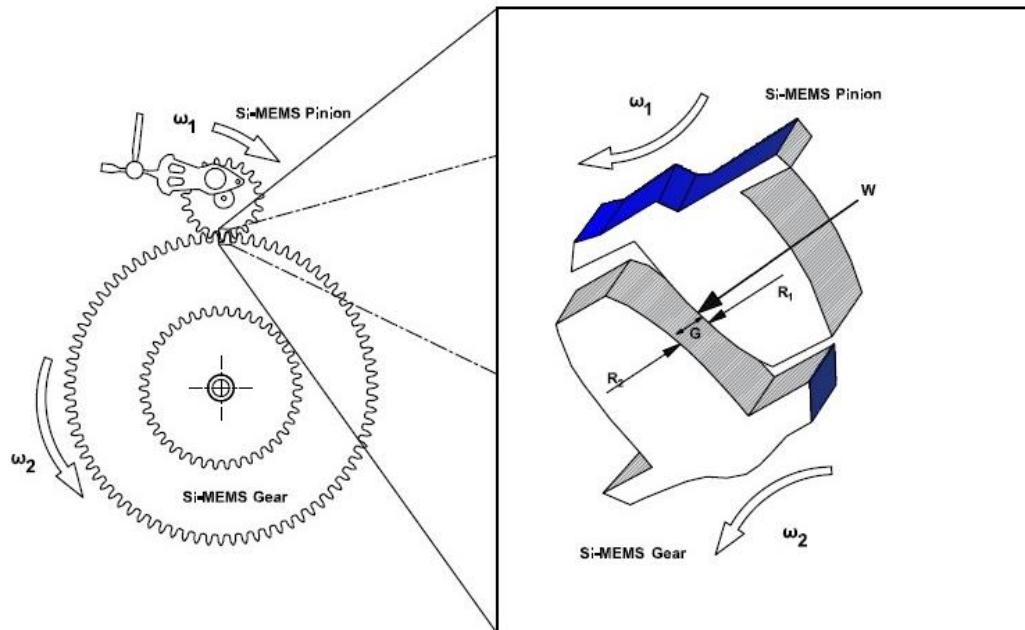 ω1
Si-MEMS Pinion
ω2
Si-MEMS Gear
ω1
Si-MEMS Pinion
W
R1
G
R2
ω2
Si-MEMS Gear